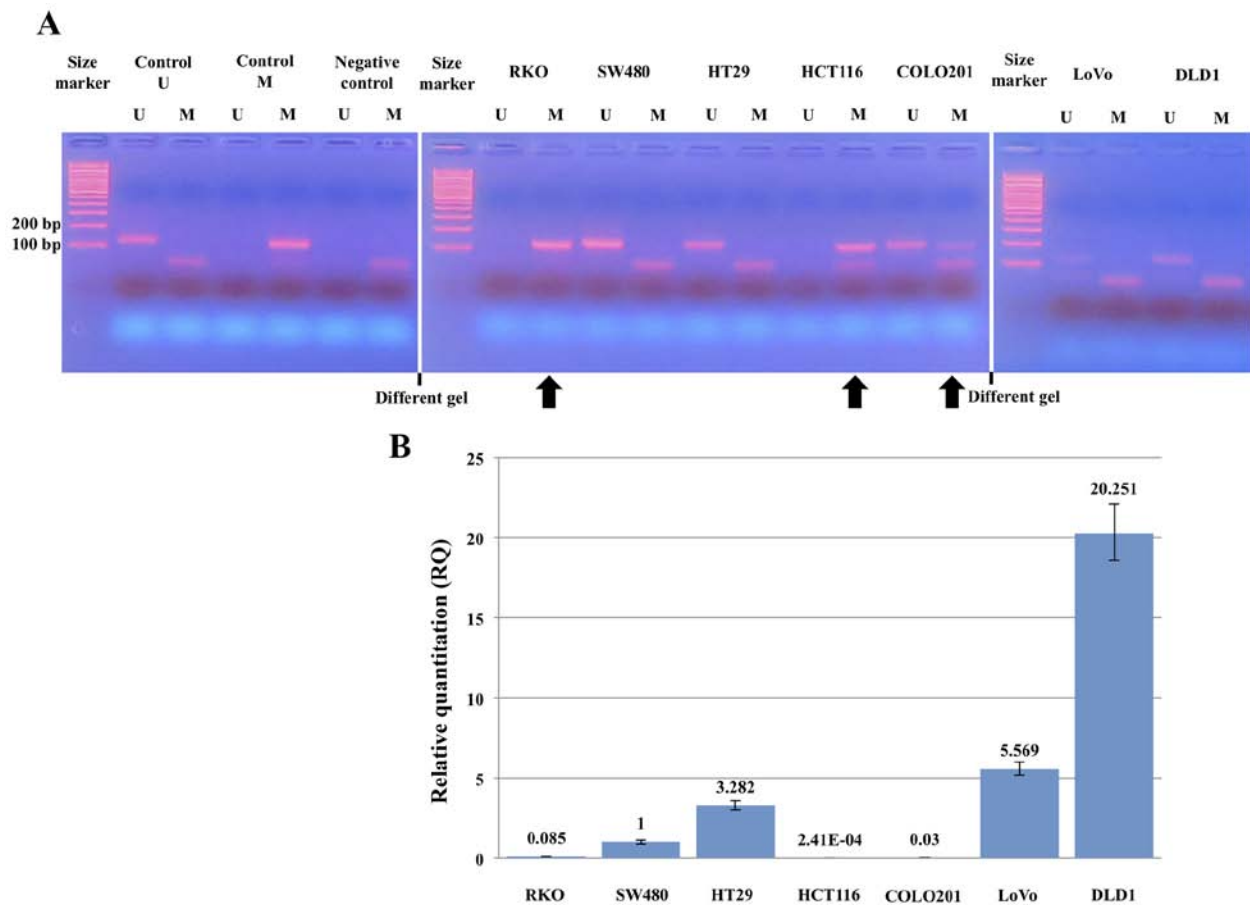 A
Size marker
Control U
Control M
Negative control
Size marker
RKO
SW480
HT29
HCT116
COLO201
Size marker
LoVo
DLD1
U M U M U M
U M U M U M U M U M
U M U M
200 bp
100 bp
Different gel
Different gel
B
Relative quantitation (RQ)
25
20
15
10
5
0
0.085
1
3.282
2.41E-04
0.03
5.569
20.251
RKO SW480 HT29 HCT116 COLO201 LoVo DLD1